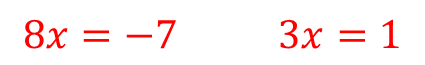 8x = −7 3x = 1